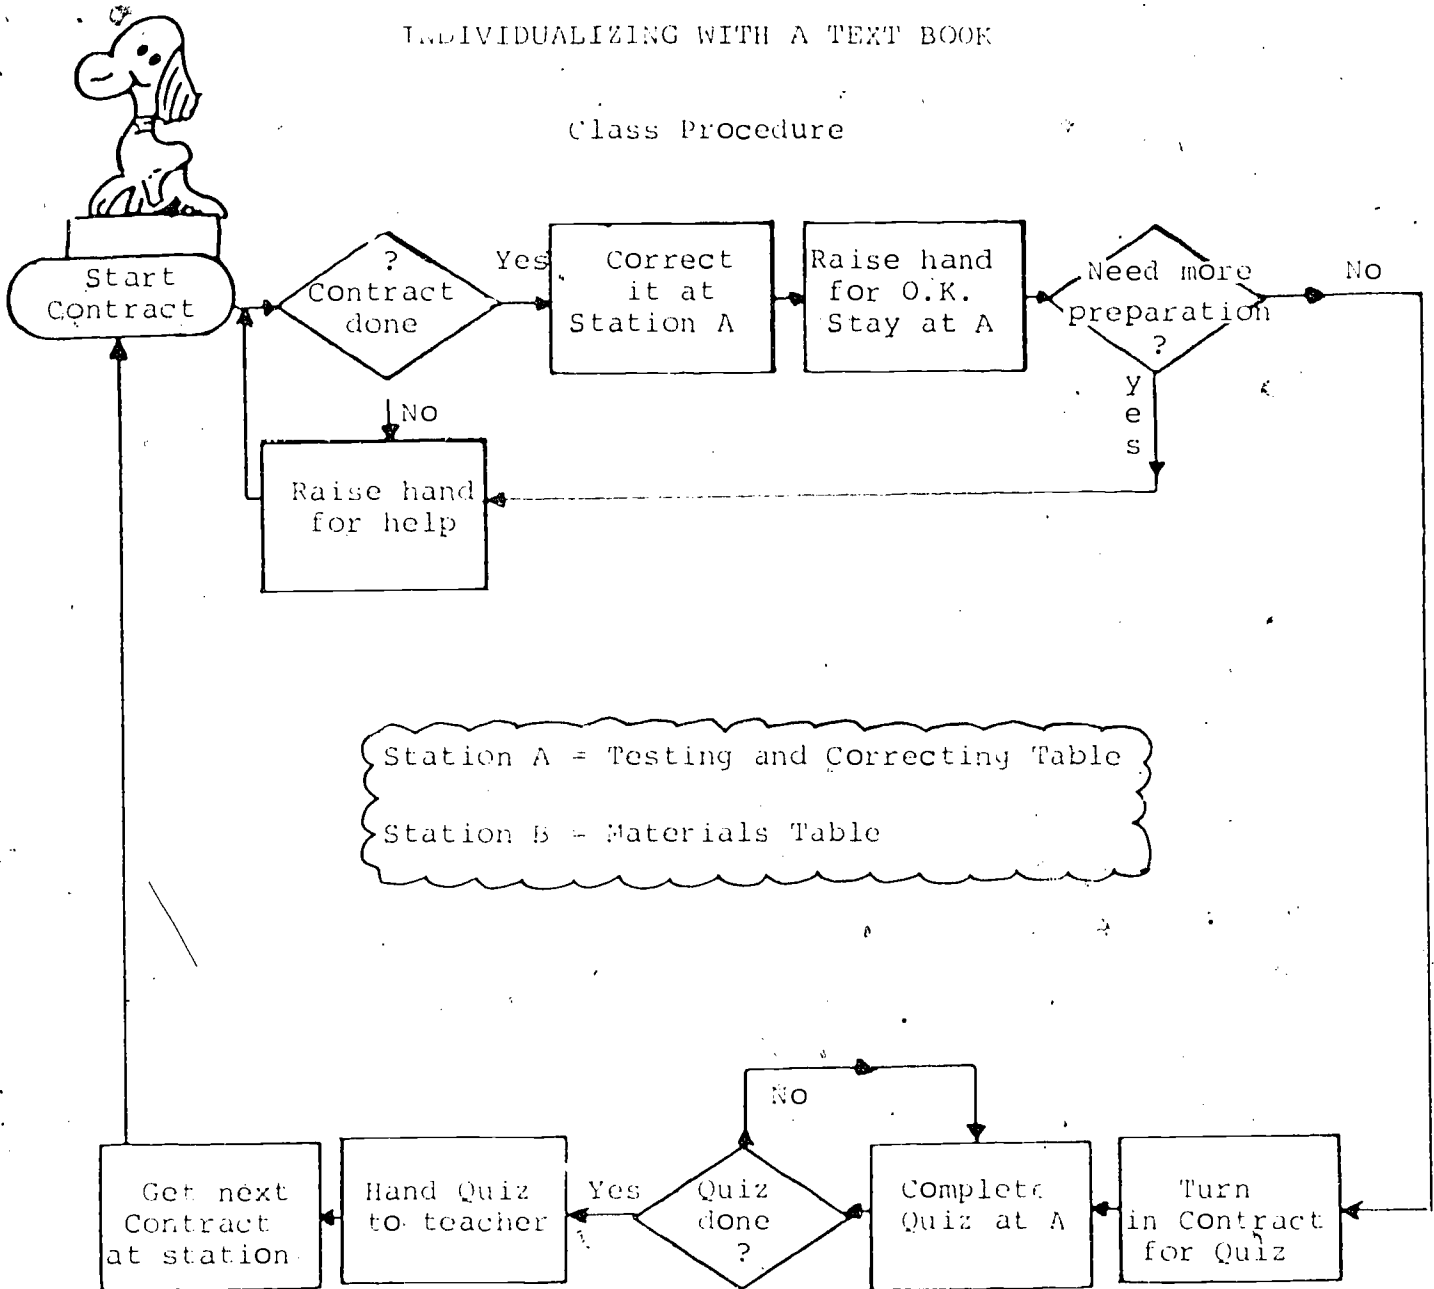 INDIVIDUALIZING WITH A TEXT BOOK
Class Procedure
Start
Contract
?
Contract
done
Yes
Correct
it at
Station A
Raise hand
for O.K.
Stay at A
Need more
preparation
?
No
yes
No
Raise hand
for help
Station A = Testing and Correcting Table
Station B = Materials Table
No
Get next
Contract
at station
Hand Quiz
to teacher
Yes
Quiz
done
?
Complete
Quiz at A
Turn
in Contract
for Quiz